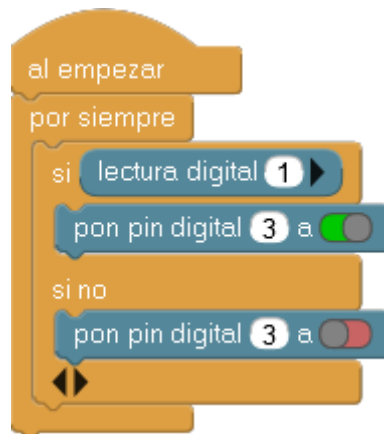 al empezar
por siempre
si lectura digital 1
pon pin digital 3 a
si no
pon pin digital 3 a